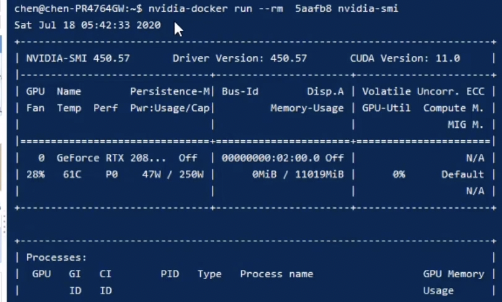 chen@chen-PR4764GW:~$ nvidia-docker run --rm  5aafb8 nvidia-smi
Sat Jul 18 05:42:33 2020
+-----------------------------------------------------------------------------+
| NVIDIA-SMI 450.57       Driver Version: 450.57       CUDA Version: 11.0     |
|-------------------------------+----------------------+----------------------+
| GPU  Name        Persistence-M| Bus-Id        Disp.A | Volatile Uncorr. ECC |
| Fan  Temp  Perf  Pwr:Usage/Cap|         Memory-Usage | GPU-Util  Compute M. |
|                               |                      |               MIG M. |
|===============================+======================+======================|
|   0  GeForce RTX 208...  Off  | 00000000:02:00.0 Off |                  N/A |
| 28%   61C    P0    47W / 250W |      0MiB / 11019MiB |      0%      Default |
|                               |                      |                  N/A |
+-------------------------------+----------------------+----------------------+
+-----------------------------------------------------------------------------+
| Processes:                                                                  |
|  GPU   GI   CI        PID   Type   Process name                  GPU Memory |
|        ID   ID                                                   Usage      |